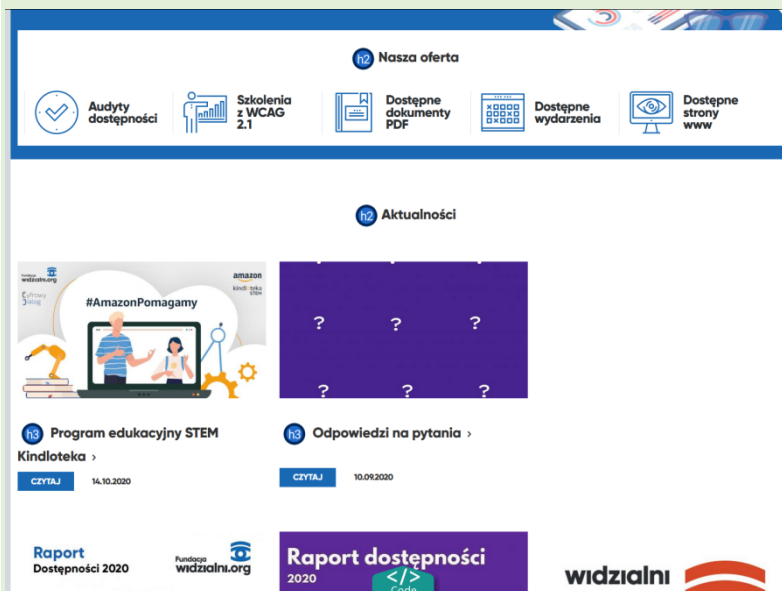 h2 Nasza oferta
Audyty
dostępności
Szkolenia
z WCAG
2.1
Dostępne
dokumenty
PDF
Dostępne
wydarzenia
Dostępne
strony
www
h2 Aktualności
Fundacja
widzialni.org
Cyfrowy
Dialog
amazon
STEM
#AmazonPomagamy
? ? ?
? ? ?
h3 Program edukacyjny STEM
Kindloteka ›
CZYTAJ 14.10.2020
h3 Odpowiedzi na pytania ›
CZYTAJ 10.09.2020
Raport
Dostępności 2020
Fundacja
widzialni.org
Raport dostępności
2020
</>
Code
widzialni